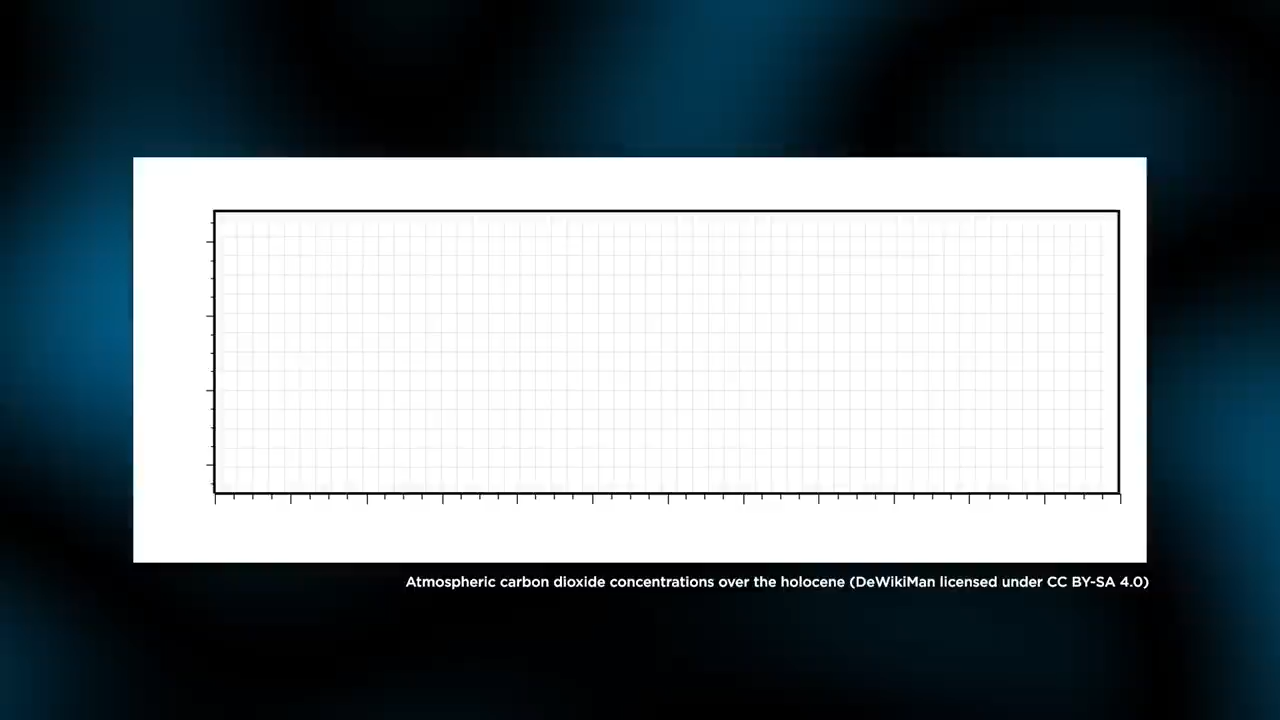 Atmospheric carbon dioxide concentrations over the holocene (DeWikiMan licensed under CC BY-SA 4.0)